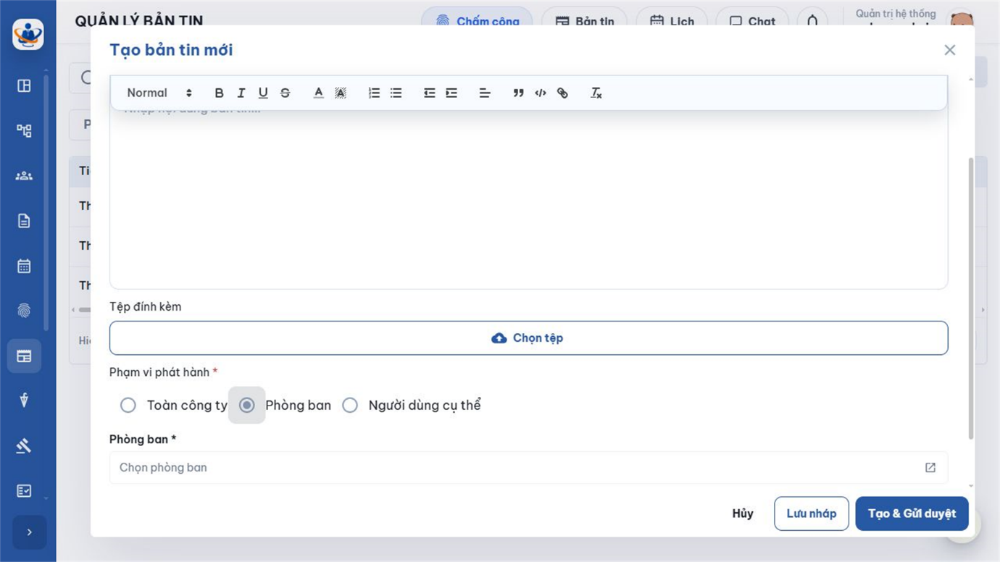 QUẢN LÝ BẢN TIN
Chấm công
Bản tin
Lịch
Chat
Quản trị hệ thống
Tạo bản tin mới
Normal
Nhập nội dung bản tin...
Tệp đính kèm
Chọn tệp
Phạm vi phát hành *
Toàn công ty
Phòng ban
Người dùng cụ thể
Phòng ban *
Chọn phòng ban
Hủy
Lưu nháp
Tạo & Gửi duyệt